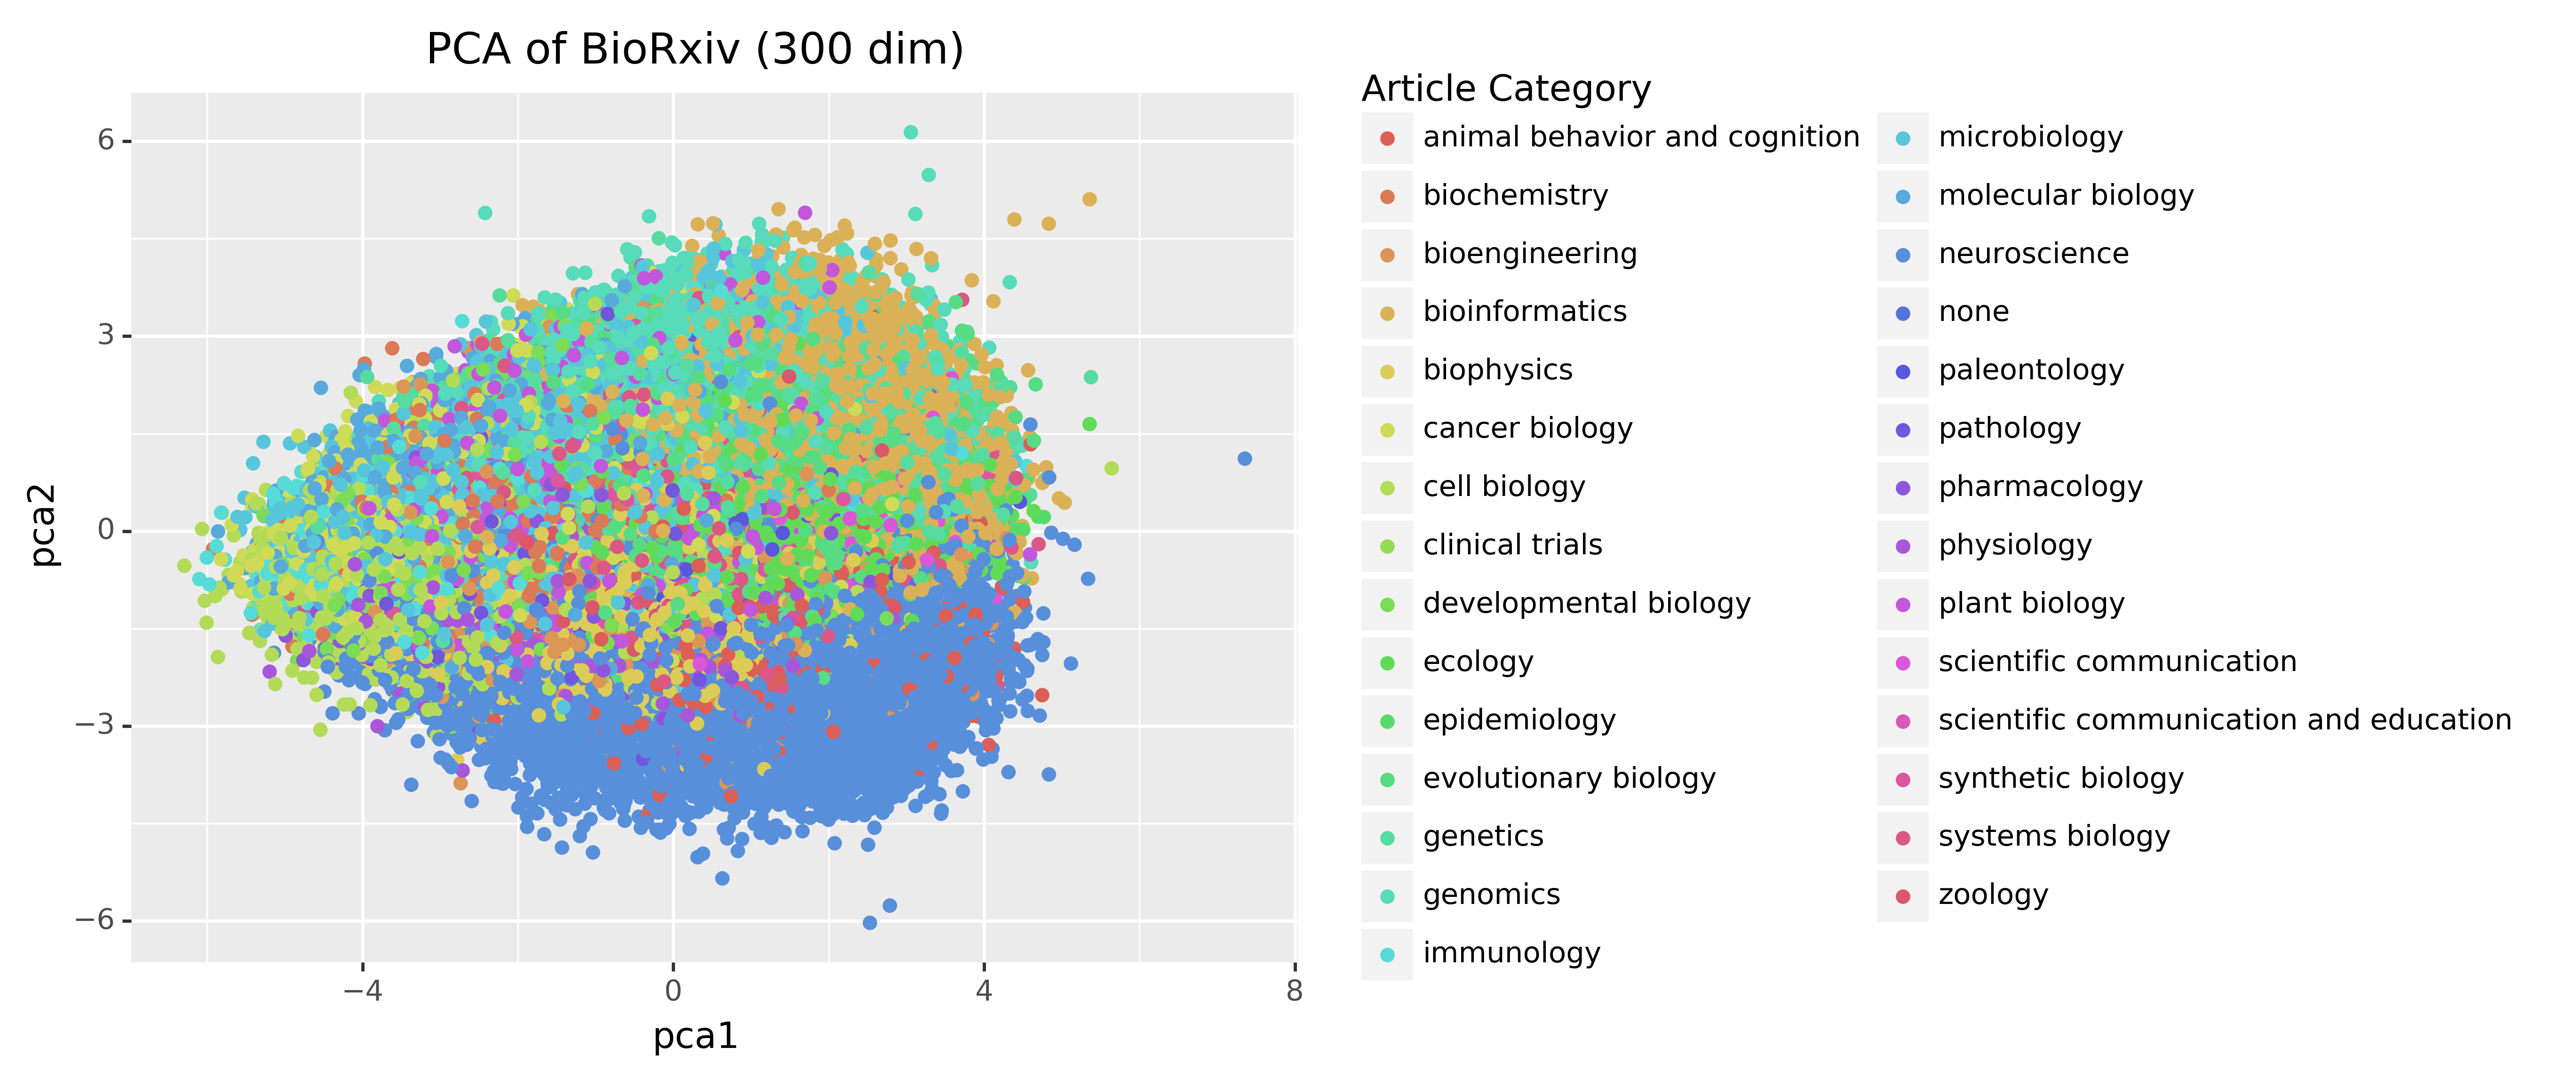 PCA of BioRxiv (300 dim)
6
3
0
−3
−6
pca2
−4
0
4
8
pca1
Article Category
animal behavior and cognition
biochemistry
bioengineering
bioinformatics
biophysics
cancer biology
cell biology
clinical trials
developmental biology
ecology
epidemiology
evolutionary biology
genetics
genomics
immunology
microbiology
molecular biology
neuroscience
none
paleontology
pathology
pharmacology
physiology
plant biology
scientific communication
scientific communication and education
synthetic biology
systems biology
zoology